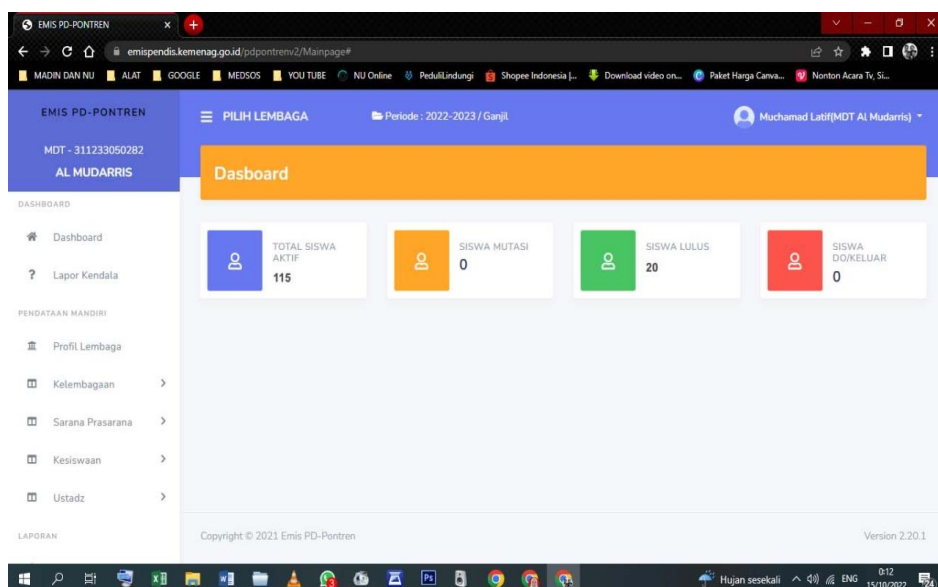 EMIS PD-PONTREN
emispendis.kemenag.go.id/pdpontrenv2/Mainpage#
MADIN DAN NU ALAT GOOGLE MEDSOS YOU TUBE NU Online PeduliLindungi Shopee Indonesia |... Download video on... Paket Harga Canva... Nonton Acara Tv, Si...
EMIS PD-PONTREN
MDT - 311233050282
AL MUDARRIS
PILIH LEMBAGA Periode : 2022-2023 / Ganjil Muchamad Latif(MDT Al Mudarris)
Dasboard
DASHBOARD
Dashboard
Lapor Kendala
PENDATAAN MANDIRI
Profil Lembaga
Kelembagaan
Sarana Prasarana
Kesiswaan
Ustadz
LAPORAN
TOTAL SISWA
AKTIF
115
SISWA MUTASI
0
SISWA LULUS
20
SISWA
DO/KELUAR
0
Copyright © 2021 Emis PD-Pontren Version 2.20.1
Hujan sesekali ENG 0:12
15/10/2022